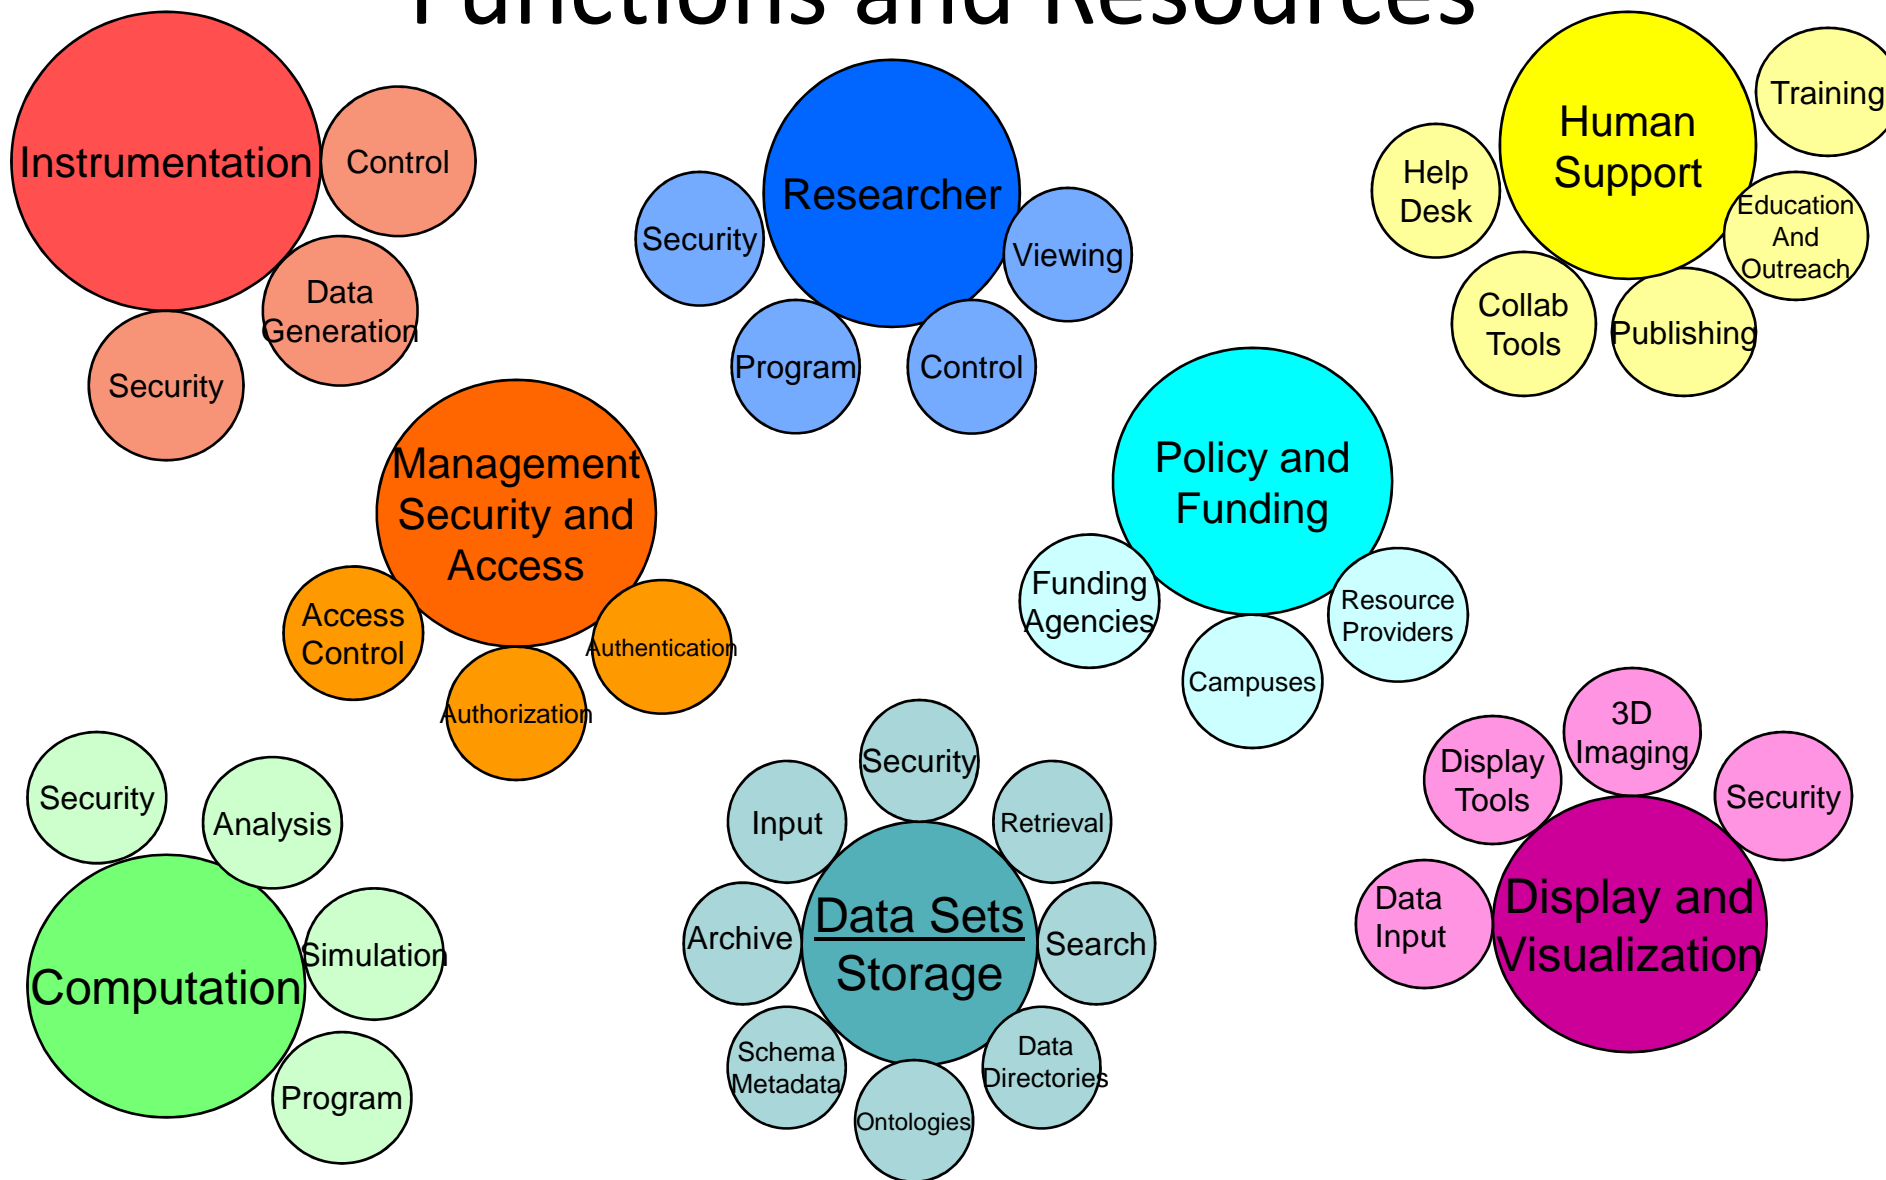 Functions and Resources
Instrumentation
Control
Data
Generation
Security
Researcher
Security
Program
Control
Viewing
Human
Support
Training
Help
Desk
Education
And
Outreach
Collab
Tools
Publishing
Management
Security and
Access
Access
Control
Authorization
Authentication
Policy and
Funding
Funding
Agencies
Campuses
Resource
Providers
Computation
Security
Analysis
Simulation
Program
Data Sets
Storage
Security
Input
Retrieval
Archive
Search
Schema
Metadata
Data
Directories
Ontologies
Display and
Visualization
3D
Imaging
Display
Tools
Security
Data
Input